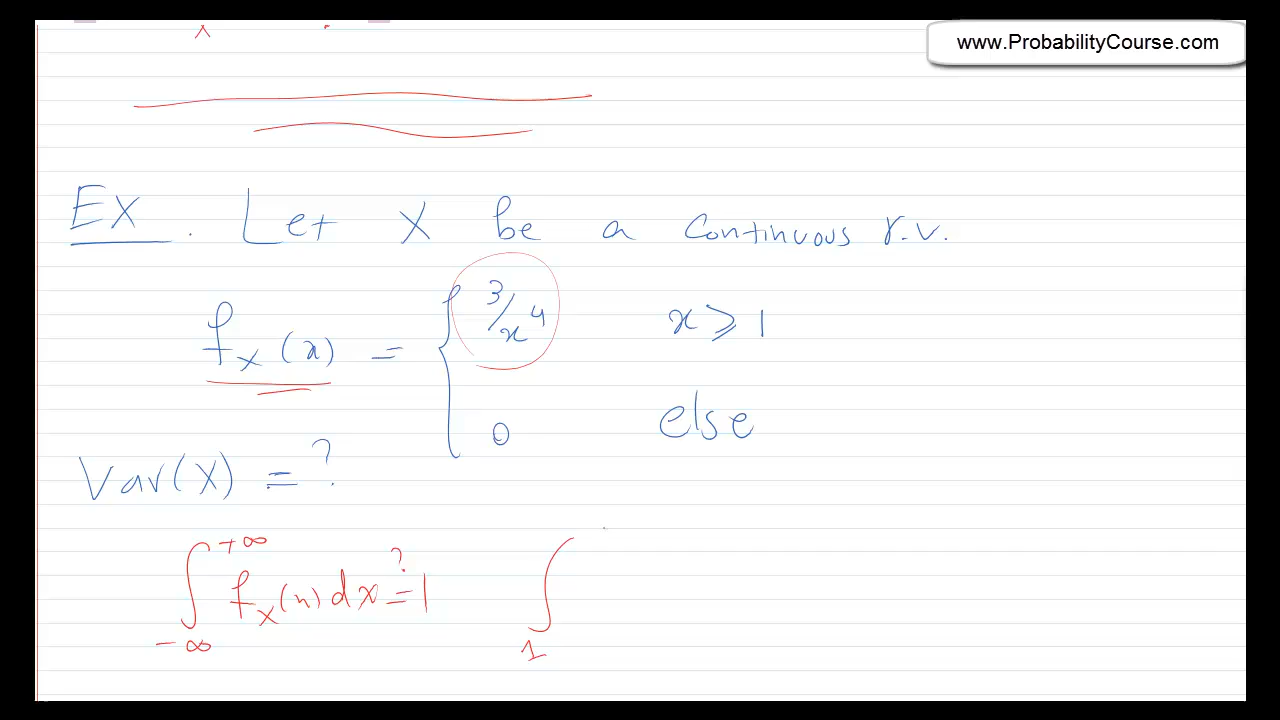 www.ProbabilityCourse.com
EX. Let X be a continuous r.v.
f_X(x) = { 3/x^4   x ⩾ 1
0   else
Var(X) = ?
∫_{-∞}^{+∞} f_X(x) dx ≟ 1   ∫_1